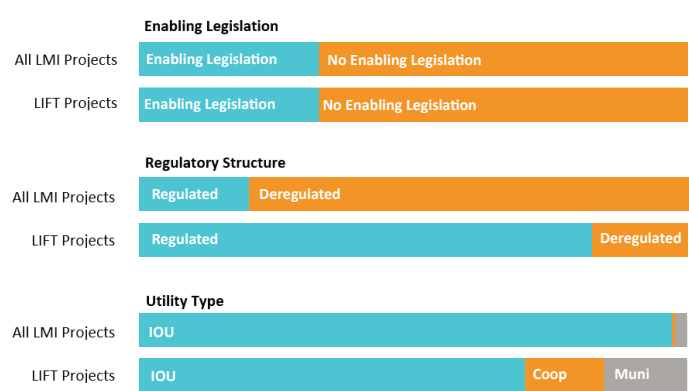 Enabling Legislation
All LMI Projects Enabling Legislation No Enabling Legislation
LIFT Projects Enabling Legislation No Enabling Legislation
Regulatory Structure
All LMI Projects Regulated Deregulated
LIFT Projects Regulated Deregulated
Utility Type
All LMI Projects IOU
LIFT Projects IOU Coop Muni